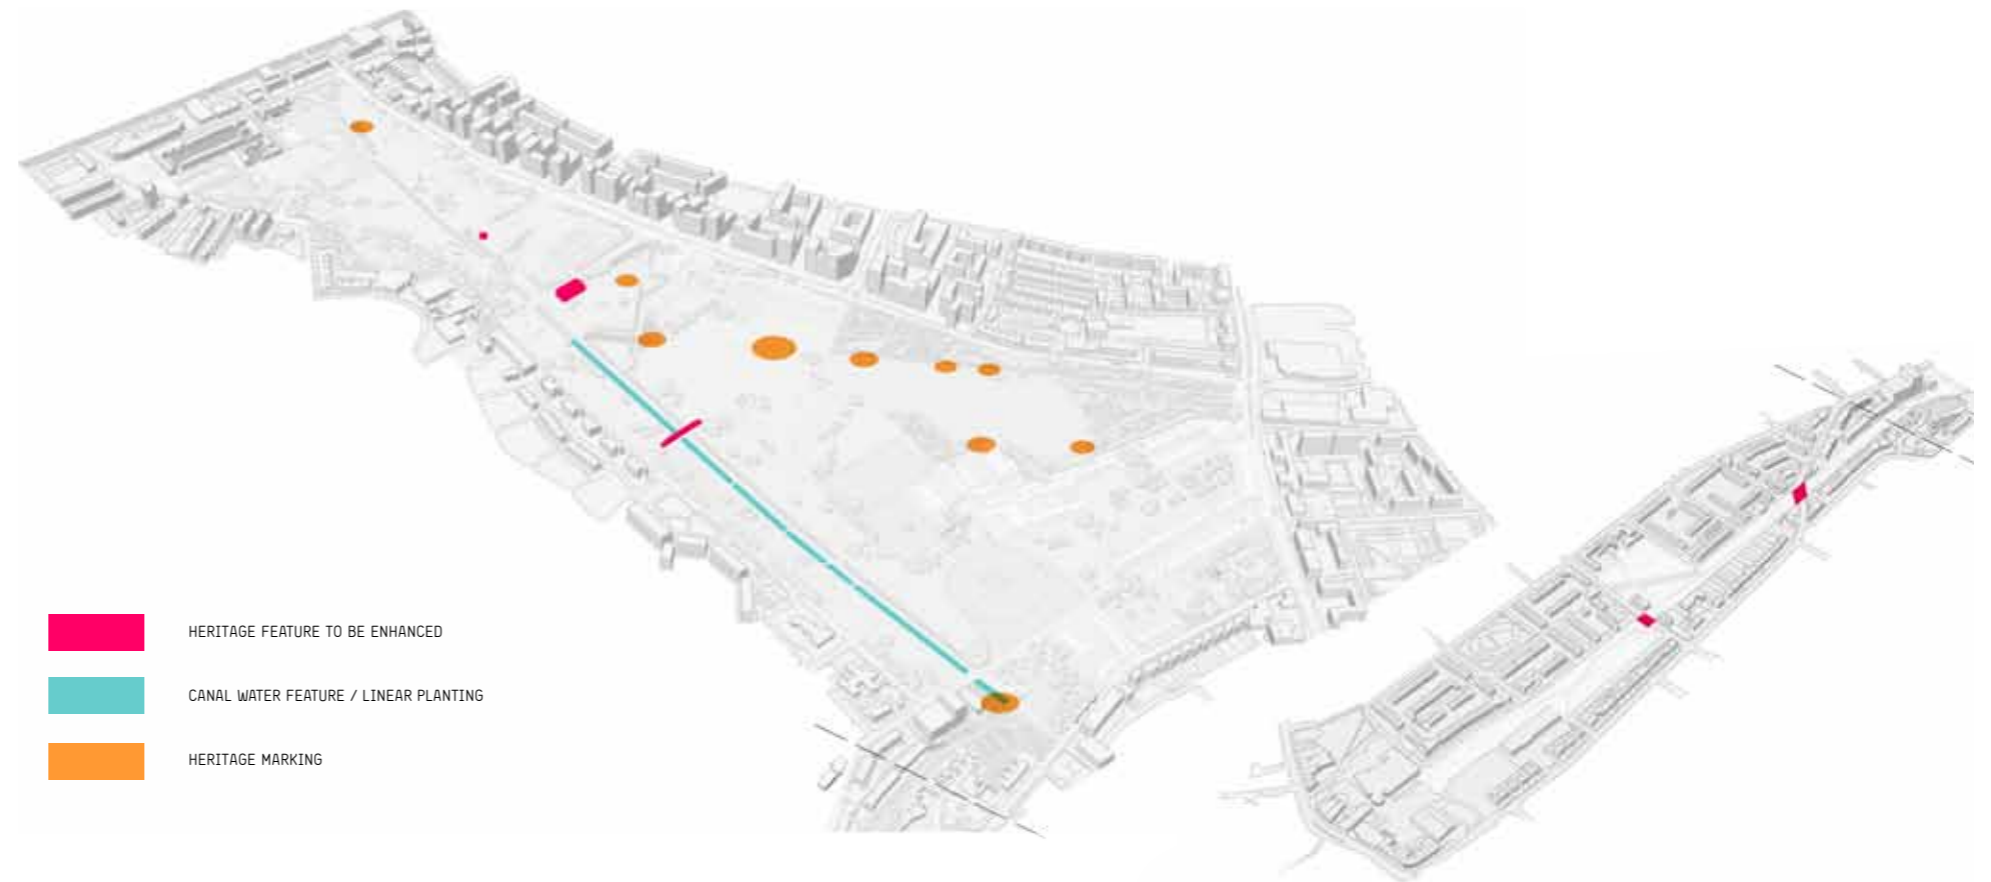 HERITAGE FEATURE TO BE ENHANCED
CANAL WATER FEATURE / LINEAR PLANTING
HERITAGE MARKING